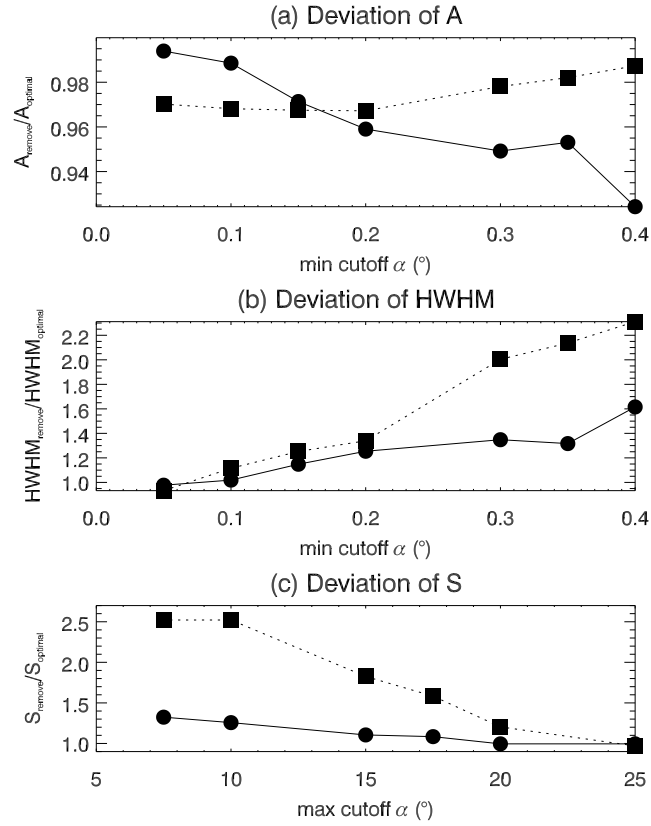 (a) Deviation of A
0.98
0.96
0.94
A_remove/A_optimal
0.0 0.1 0.2 0.3 0.4
min cutoff α (°)
(b) Deviation of HWHM
2.2
2.0
1.8
1.6
1.4
1.2
1.0
HWHM_remove/HWHM_optimal
0.0 0.1 0.2 0.3 0.4
min cutoff α (°)
(c) Deviation of S
2.5
2.0
1.5
1.0
S_remove/S_optimal
5 10 15 20 25
max cutoff α (°)